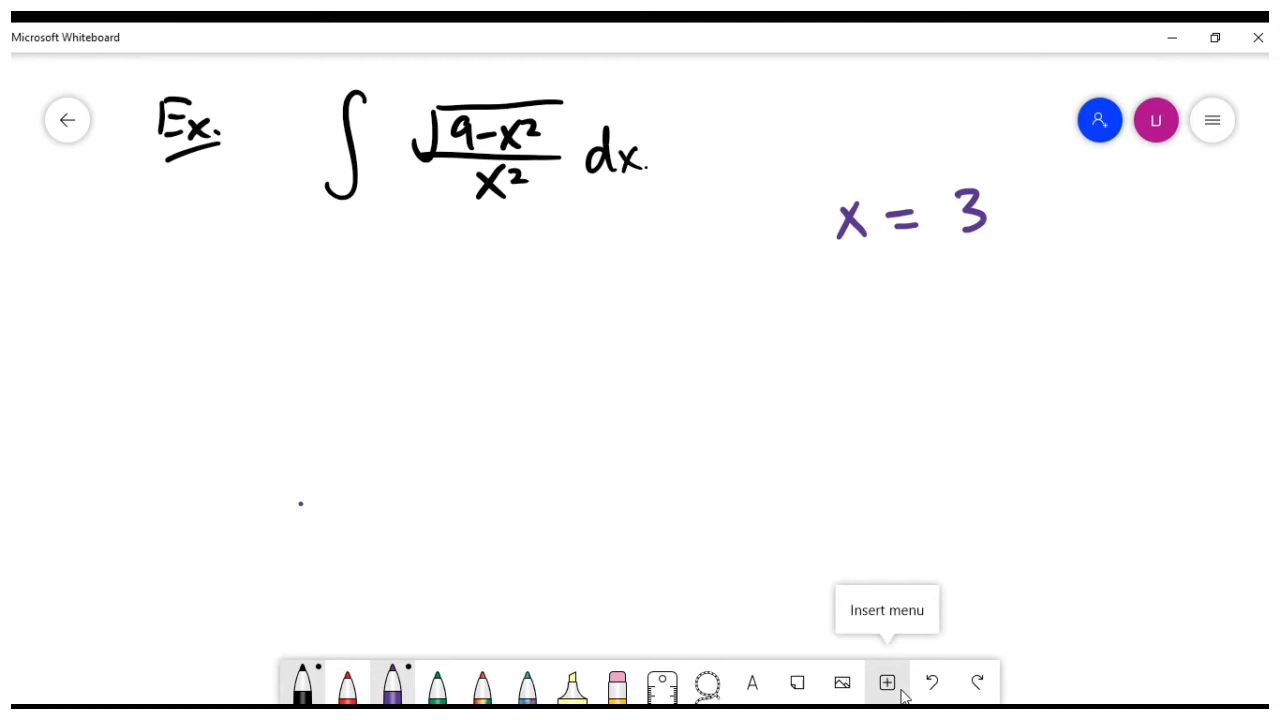 Microsoft Whiteboard
Ex. ∫ √(9-x²)/x² dx.
x = 3
Insert menu